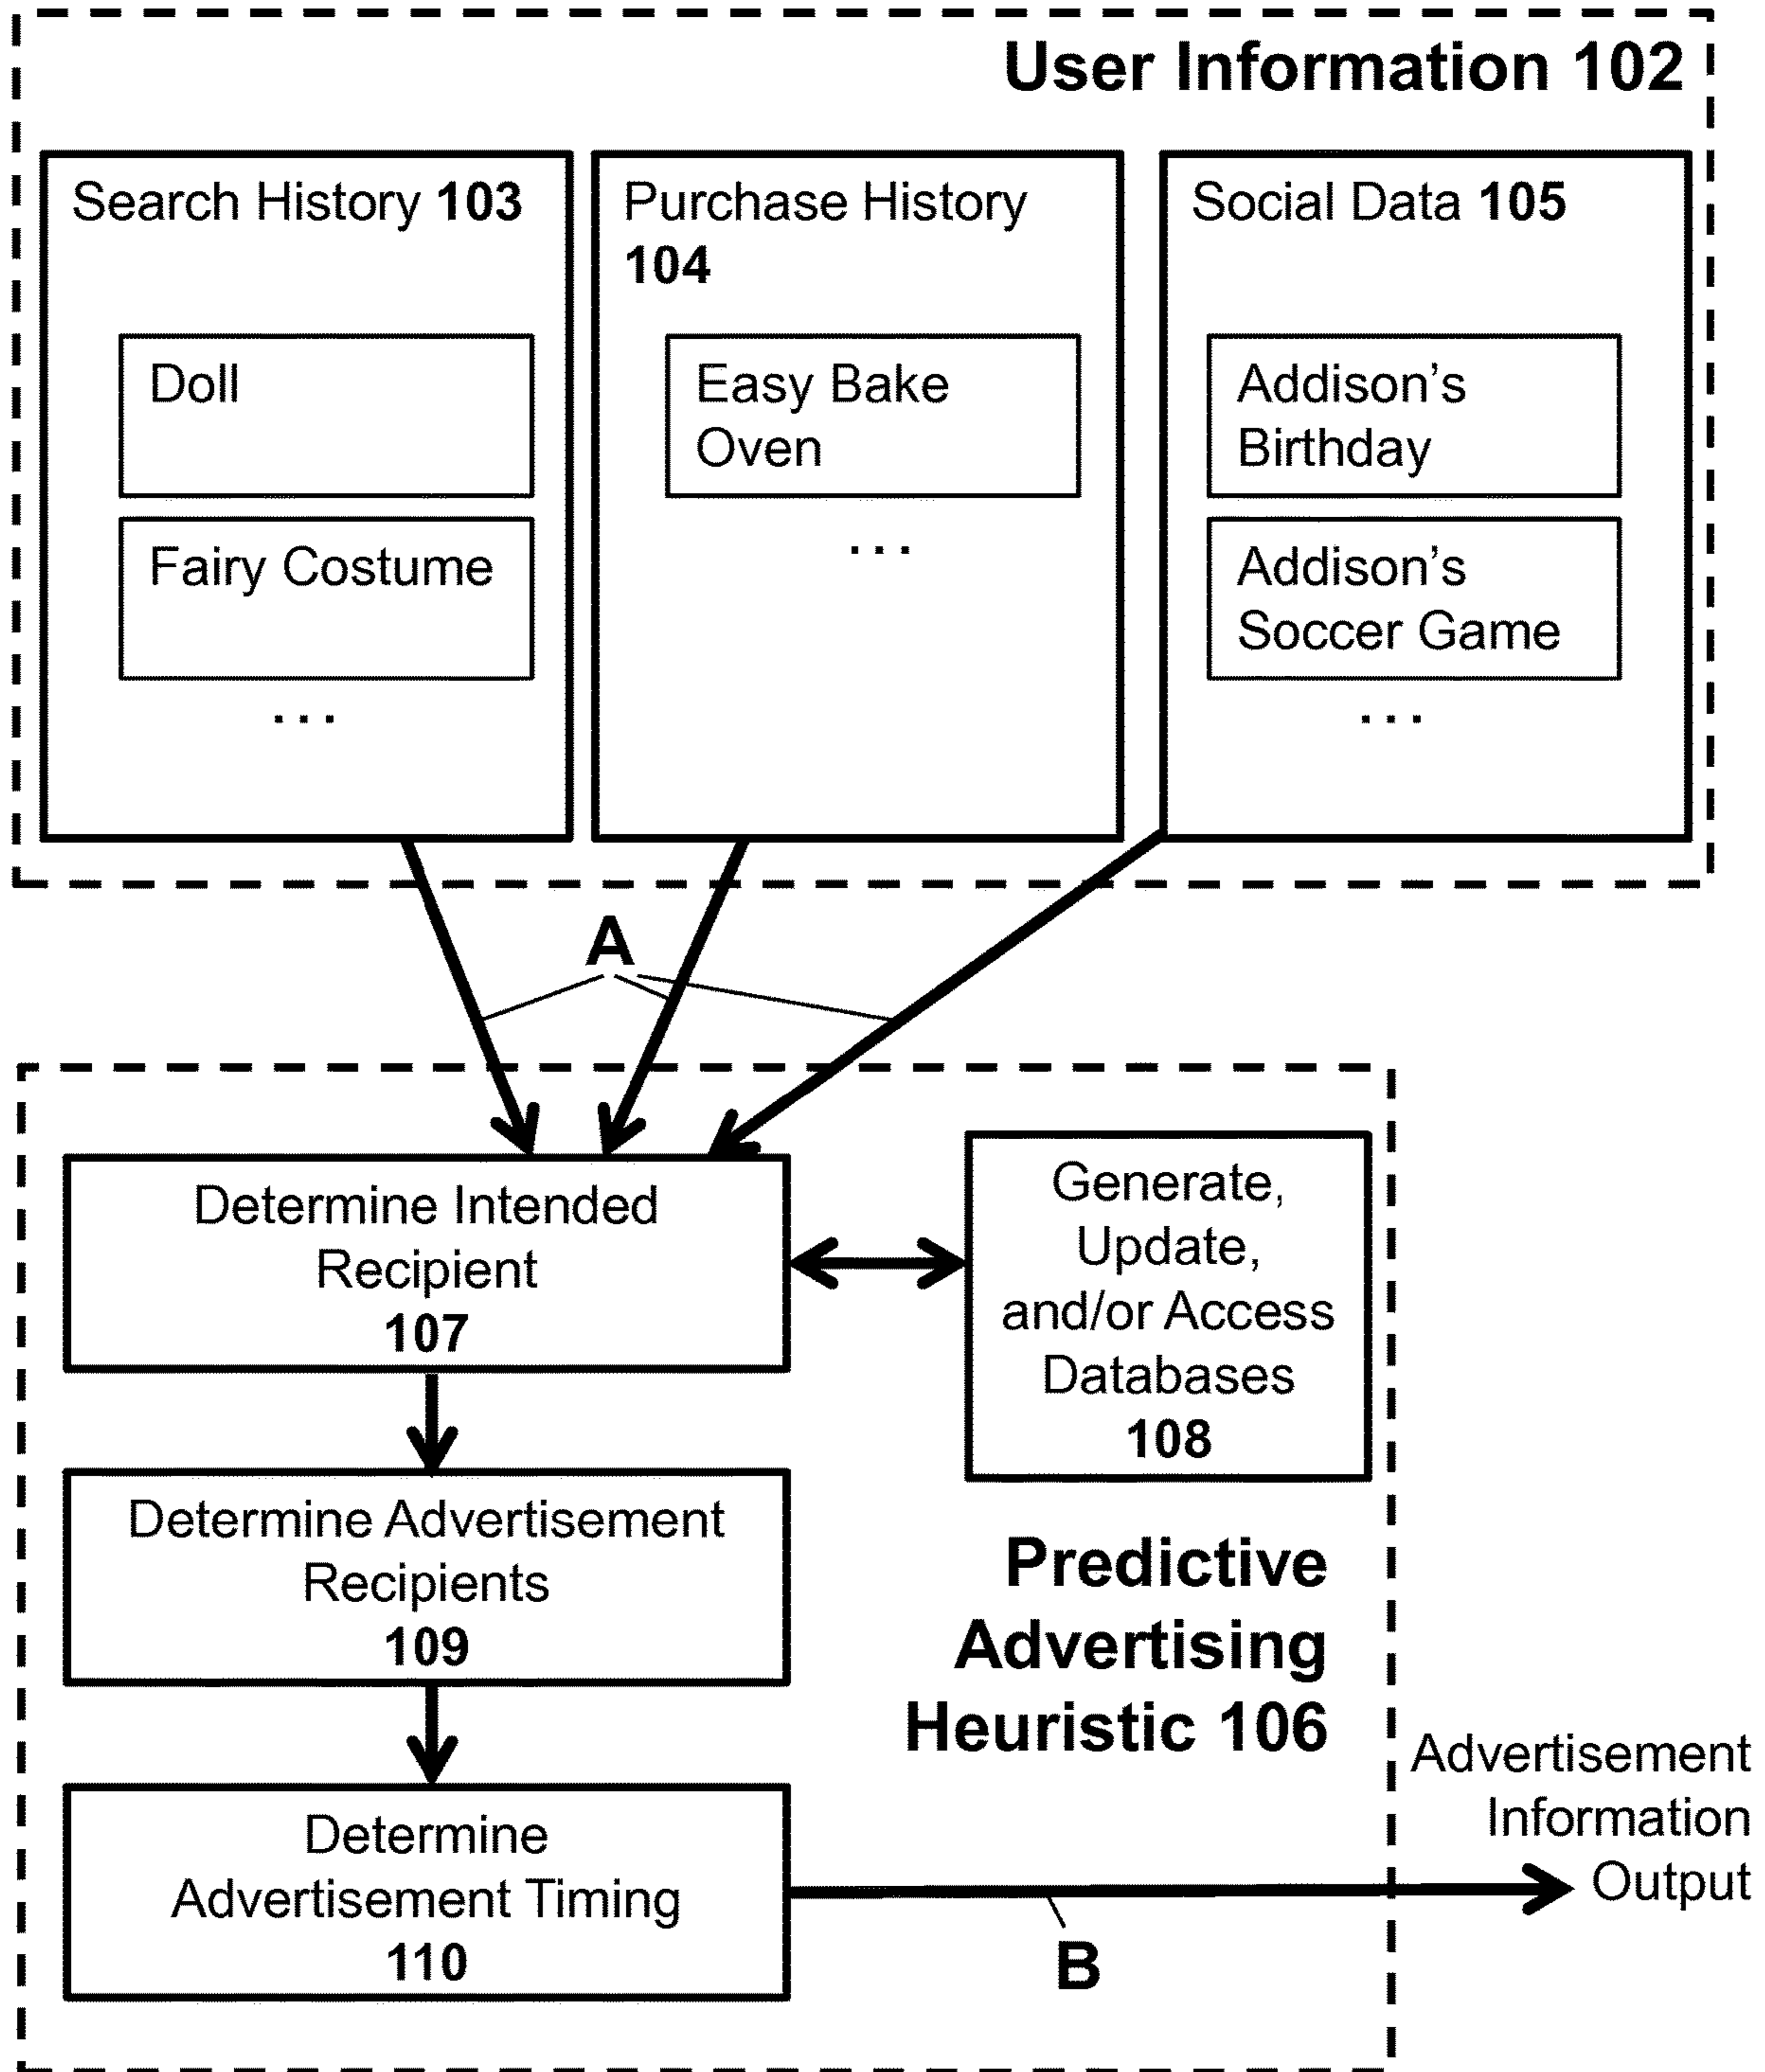 User Information 102
Search History 103
Doll
Fairy Costume
...
Purchase History
104
Easy Bake
Oven
...
Social Data 105
Addison's
Birthday
Addison's
Soccer Game
...
A
Determine Intended
Recipient
107
Generate,
Update,
and/or Access
Databases
108
Determine Advertisement
Recipients
109
Predictive
Advertising
Heuristic 106
Determine
Advertisement Timing
110
B
Advertisement
Information
Output